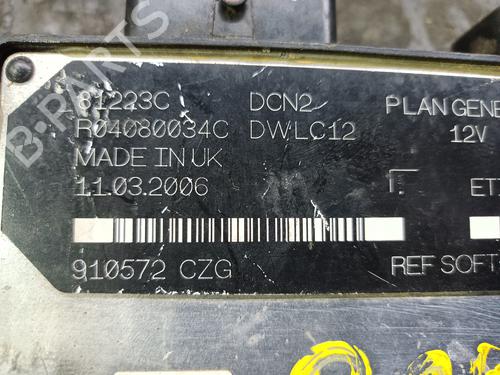 81223C DCN2 PLAN GENE
R04080034C DWLC12 12V
MADE IN UK
11.03.2006 ET
910572 CZG REF SOFT
B-PARTS